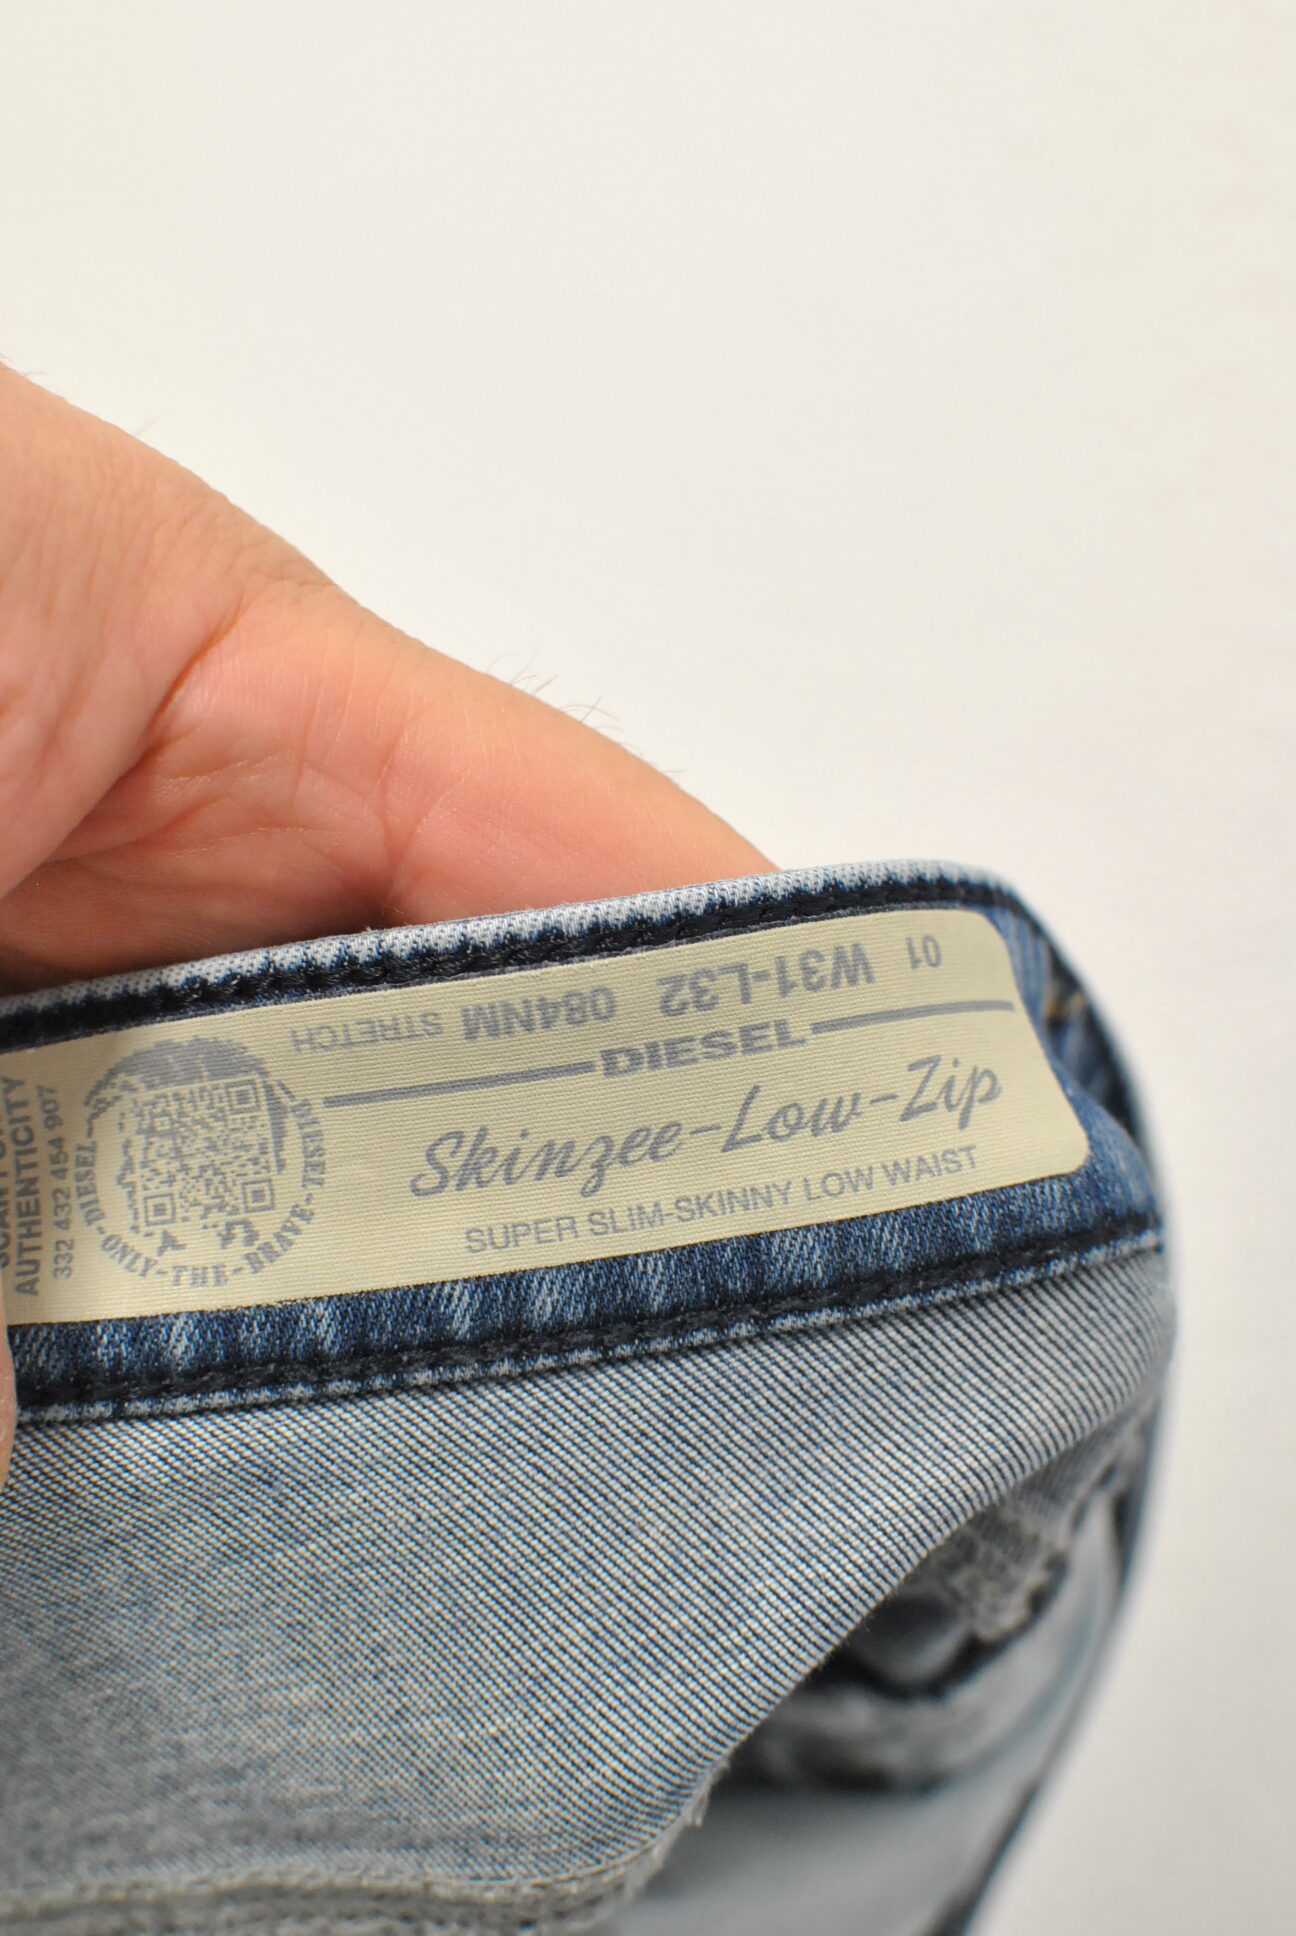 01 W31-L32 084NM STRETCH
DIESEL
Skinzee-Low-Zip
SUPER SLIM-SKINNY LOW WAIST
DIESEL-ONLY-THE-BRAVE-DIESEL
AUTHENTICITY
332 432 454 907